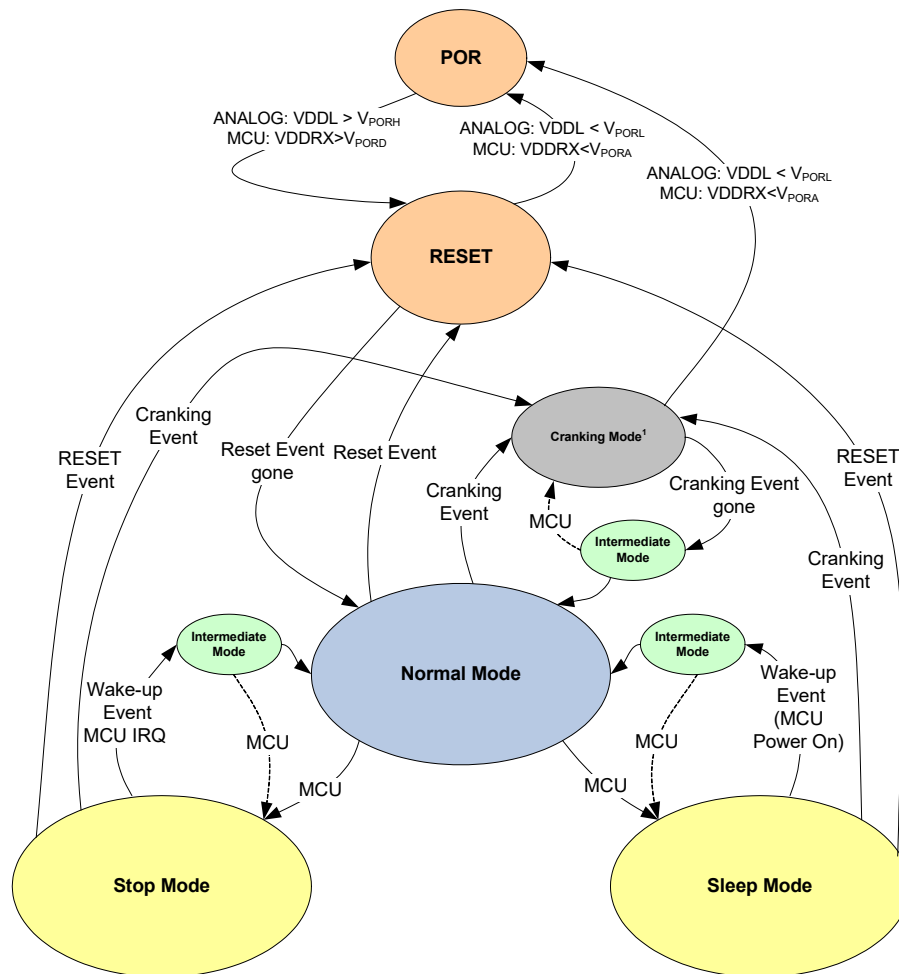 POR
ANALOG: VDDL > VPORH
MCU: VDDRX>VPORD
ANALOG: VDDL < VPORL
MCU: VDDRX<VPORA
ANALOG: VDDL < VPORL
MCU: VDDRX<VPORA
RESET
Cranking
Event
RESET
Event
Reset Event
gone
Reset Event
Cranking Mode1
Cranking
Event
Cranking Event
gone
RESET
Event
MCU
Intermediate
Mode
Cranking
Event
Intermediate
Mode
Normal Mode
Intermediate
Mode
Wake-up
Event
MCU IRQ
Wake-up
Event
(MCU
Power On)
MCU
MCU
MCU
MCU
Stop Mode
Sleep Mode